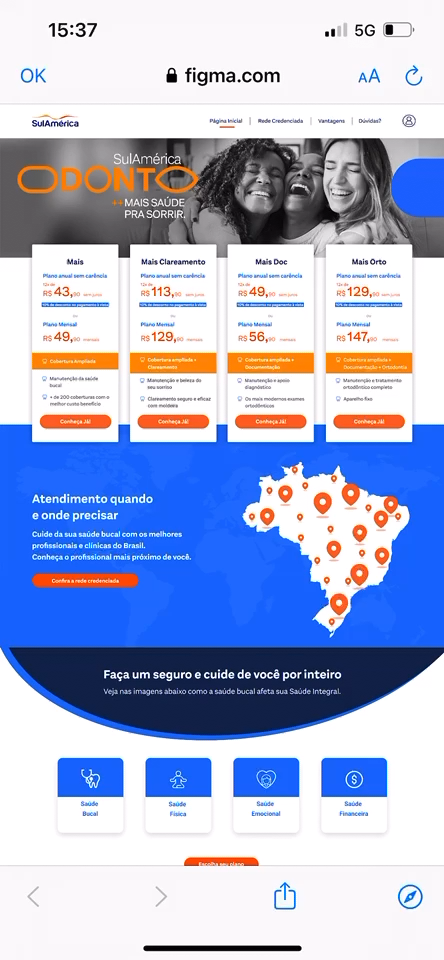 15:37
5G
OK
figma.com
AA
SulAmérica
Página Inicial | Rede Credenciada | Vantagens | Dúvidas?
SulAmérica
ODONTO
++MAIS SAÚDE
PRA SORRIR.
Mais
Plano anual sem carência
12x de
R$ 43,90 sem juros
10% de desconto no pagamento à vista
ou
Plano Mensal
R$ 49,90 mensais
Cobertura Ampliada
Manutenção da saúde
bucal
+ de 200 coberturas com o
melhor custo benefício
Conheça Já!
Mais Clareamento
Plano anual sem carência
12x de
R$ 113,90 sem juros
10% de desconto no pagamento à vista
ou
Plano Mensal
R$ 129,90 mensais
Cobertura ampliada +
Clareamento
Manutenção e beleza do
seu sorriso
Clareamento seguro e eficaz
com moldeira
Conheça Já!
Mais Doc
Plano anual sem carência
12x de
R$ 49,90 sem juros
10% de desconto no pagamento à vista
ou
Plano Mensal
R$ 56,90 mensais
Cobertura ampliada +
Documentação
Manutenção e apoio
diagnóstico
Os mais modernos exames
ortodônticos
Conheça Já!
Mais Orto
Plano anual sem carência
12x de
R$ 129,90 sem juros
10% de desconto no pagamento à vista
ou
Plano Mensal
R$ 147,90 mensais
Cobertura ampliada +
Documentação + Ortodontia
Manutenção e tratamento
ortodôntico completo
Aparelho fixo
Conheça Já!
Atendimento quando
e onde precisar
Cuide da sua saúde bucal com os melhores
profissionais e clínicas do Brasil.
Conheça o profissional mais próximo de você.
Confira a rede credenciada
Faça um seguro e cuide de você por inteiro
Veja nas imagens abaixo como a saúde bucal afeta sua Saúde Integral.
Saúde
Bucal
Saúde
Física
Saúde
Emocional
Saúde
Financeira
Escolha seu plano